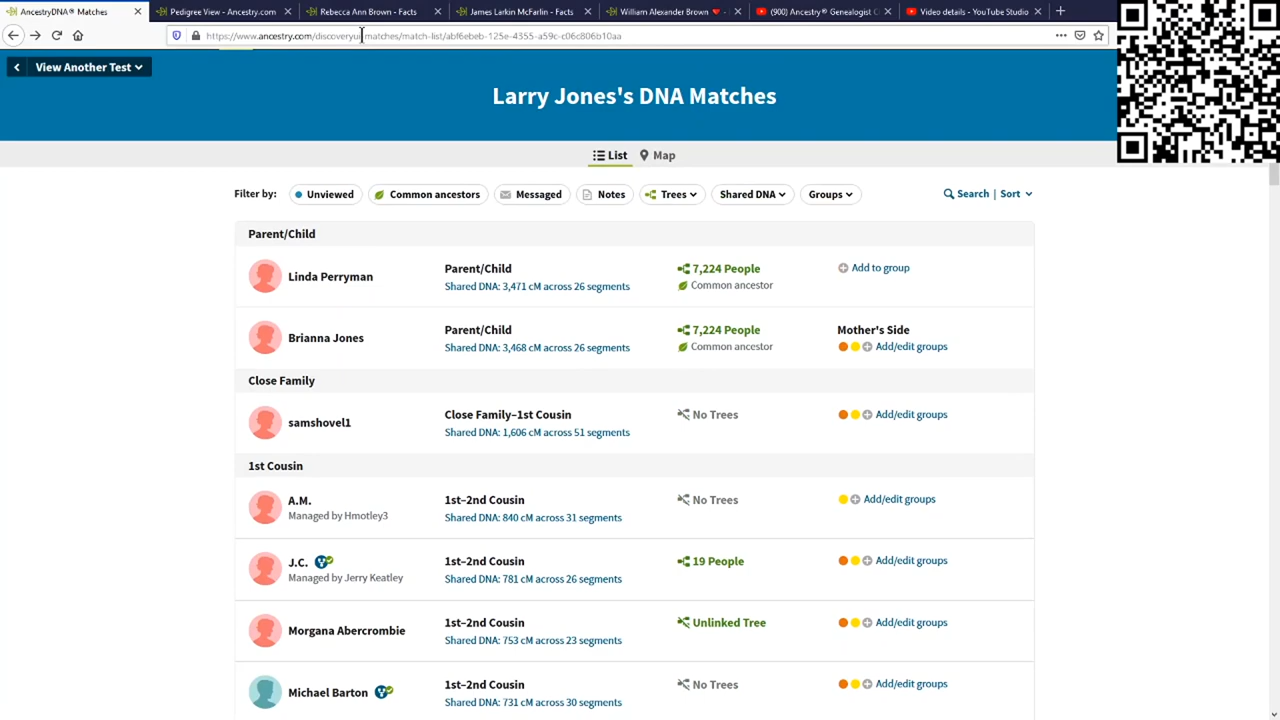 AncestryDNA® Matches
Pedigree View - Ancestry.com
Rebecca Ann Brown - Facts
James Larkin McFarlin - Facts
William Alexander Brown -
(900) Ancestry® Genealogist C
Video details - YouTube Studio
https://www.ancestry.com/discoveryui-matches/match-list/abf6ebeb-125e-4355-a59c-c06c806b10aa
View Another Test
Larry Jones's DNA Matches
List Map
Filter by: Unviewed Common ancestors Messaged Notes Trees Shared DNA Groups Search | Sort
Parent/Child
Linda Perryman Parent/Child 7,224 People Add to group
Shared DNA: 3,471 cM across 26 segments Common ancestor
Brianna Jones Parent/Child 7,224 People Mother's Side
Shared DNA: 3,468 cM across 26 segments Common ancestor Add/edit groups
Close Family
samshovel1 Close Family–1st Cousin No Trees Add/edit groups
Shared DNA: 1,606 cM across 51 segments
1st Cousin
A.M. 1st–2nd Cousin No Trees Add/edit groups
Managed by Hmotley3 Shared DNA: 840 cM across 31 segments
J.C. 1st–2nd Cousin 19 People Add/edit groups
Managed by Jerry Keatley Shared DNA: 781 cM across 26 segments
Morgana Abercrombie 1st–2nd Cousin Unlinked Tree Add/edit groups
Shared DNA: 753 cM across 23 segments
Michael Barton 1st–2nd Cousin No Trees Add/edit groups
Shared DNA: 731 cM across 30 segments